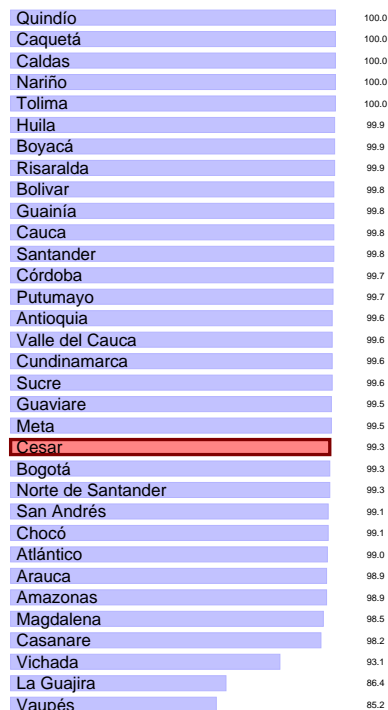 Quindío 100.0
Caquetá 100.0
Caldas 100.0
Nariño 100.0
Tolima 100.0
Huila 99.9
Boyacá 99.9
Risaralda 99.9
Bolivar 99.8
Guainía 99.8
Cauca 99.8
Santander 99.8
Córdoba 99.7
Putumayo 99.7
Antioquia 99.6
Valle del Cauca 99.6
Cundinamarca 99.6
Sucre 99.6
Guaviare 99.5
Meta 99.5
Cesar 99.3
Bogotá 99.3
Norte de Santander 99.3
San Andrés 99.1
Chocó 99.1
Atlántico 99.0
Arauca 98.9
Amazonas 98.9
Magdalena 98.5
Casanare 98.2
Vichada 93.1
La Guajira 86.4
Vaupés 85.2